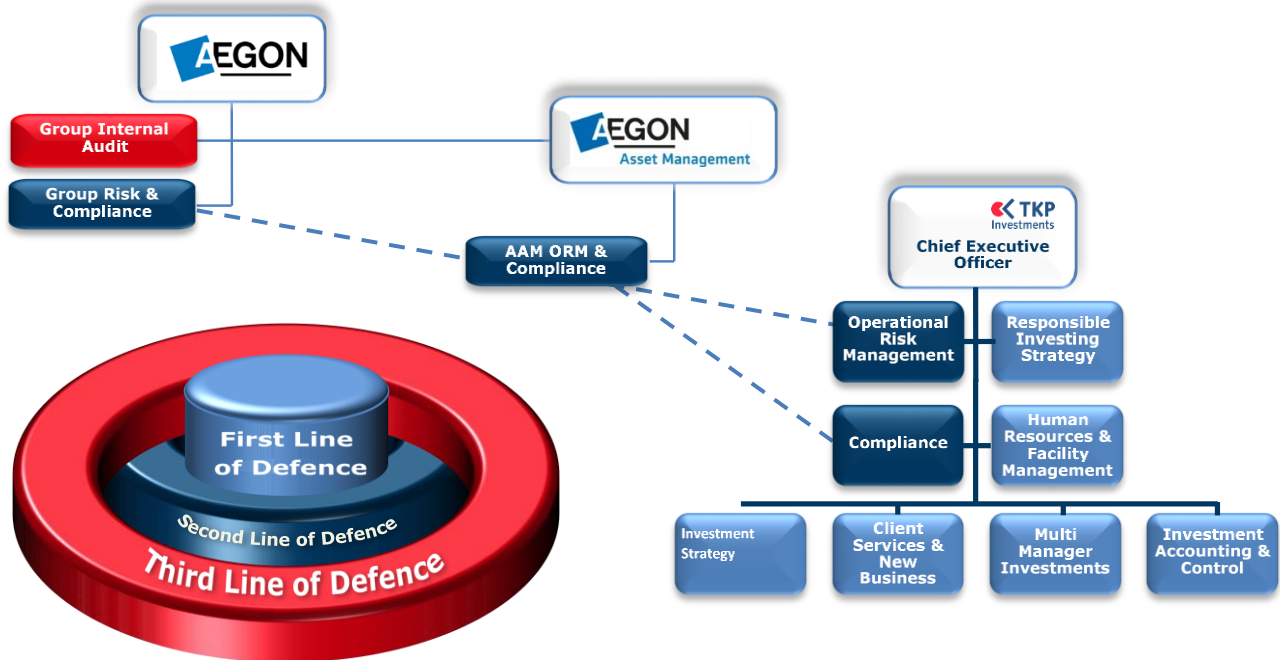 AEGON
Group Internal
Audit
Group Risk &
Compliance
AEGON
Asset Management
AAM ORM &
Compliance
TKP
Investments
Chief Executive
Officer
Operational
Risk
Management
Responsible
Investing
Strategy
Compliance
Human
Resources &
Facility
Management
Investment
Strategy
Client
Services &
New
Business
Multi
Manager
Investments
Investment
Accounting &
Control
First Line
of Defence
Second Line of Defence
Third Line of Defence